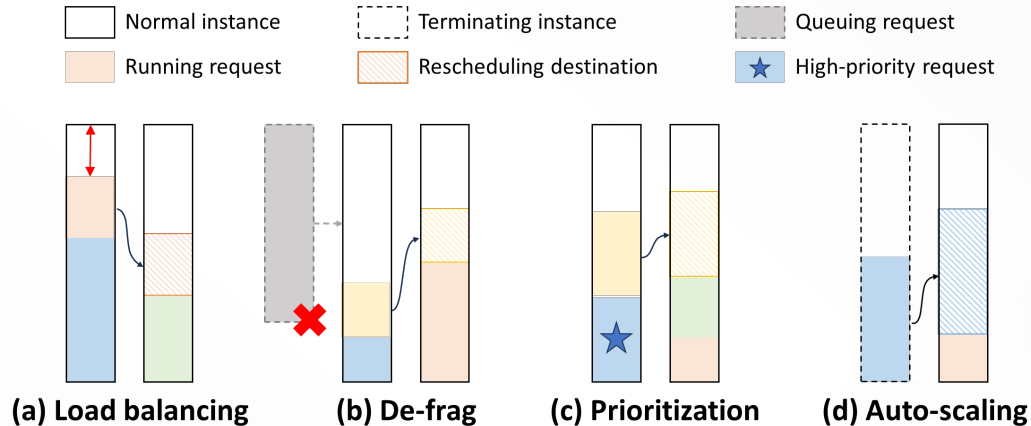 Normal instance
Terminating instance
Queuing request
Running request
Rescheduling destination
High-priority request
(a) Load balancing
(b) De-frag
(c) Prioritization
(d) Auto-scaling